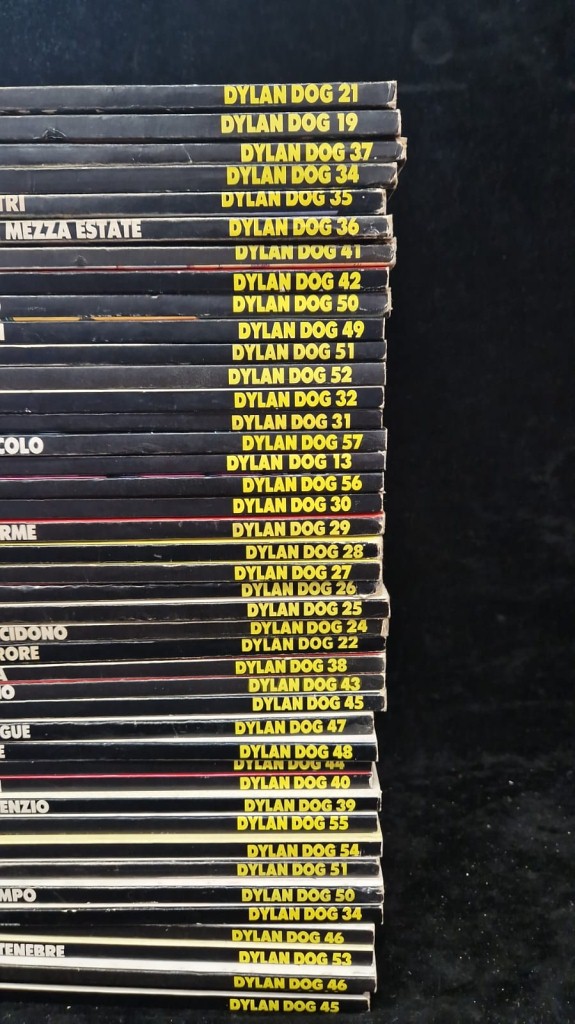 DYLAN DOG 21
DYLAN DOG 19
DYLAN DOG 37
DYLAN DOG 34
TRI DYLAN DOG 35
MEZZA ESTATE DYLAN DOG 36
DYLAN DOG 41
DYLAN DOG 42
DYLAN DOG 50
DYLAN DOG 49
DYLAN DOG 51
DYLAN DOG 52
DYLAN DOG 32
DYLAN DOG 31
COLO DYLAN DOG 57
DYLAN DOG 13
DYLAN DOG 56
DYLAN DOG 30
RME DYLAN DOG 29
DYLAN DOG 28
DYLAN DOG 27
DYLAN DOG 26
DYLAN DOG 25
CIDONO DYLAN DOG 24
RORE DYLAN DOG 22
A DYLAN DOG 38
IO DYLAN DOG 43
DYLAN DOG 45
GUE DYLAN DOG 47
E DYLAN DOG 48
DYLAN DOG 44
DYLAN DOG 40
ENZIO DYLAN DOG 39
DYLAN DOG 55
DYLAN DOG 54
DYLAN DOG 51
MPO DYLAN DOG 50
DYLAN DOG 34
DYLAN DOG 46
TENEBRE DYLAN DOG 53
DYLAN DOG 46
DYLAN DOG 45